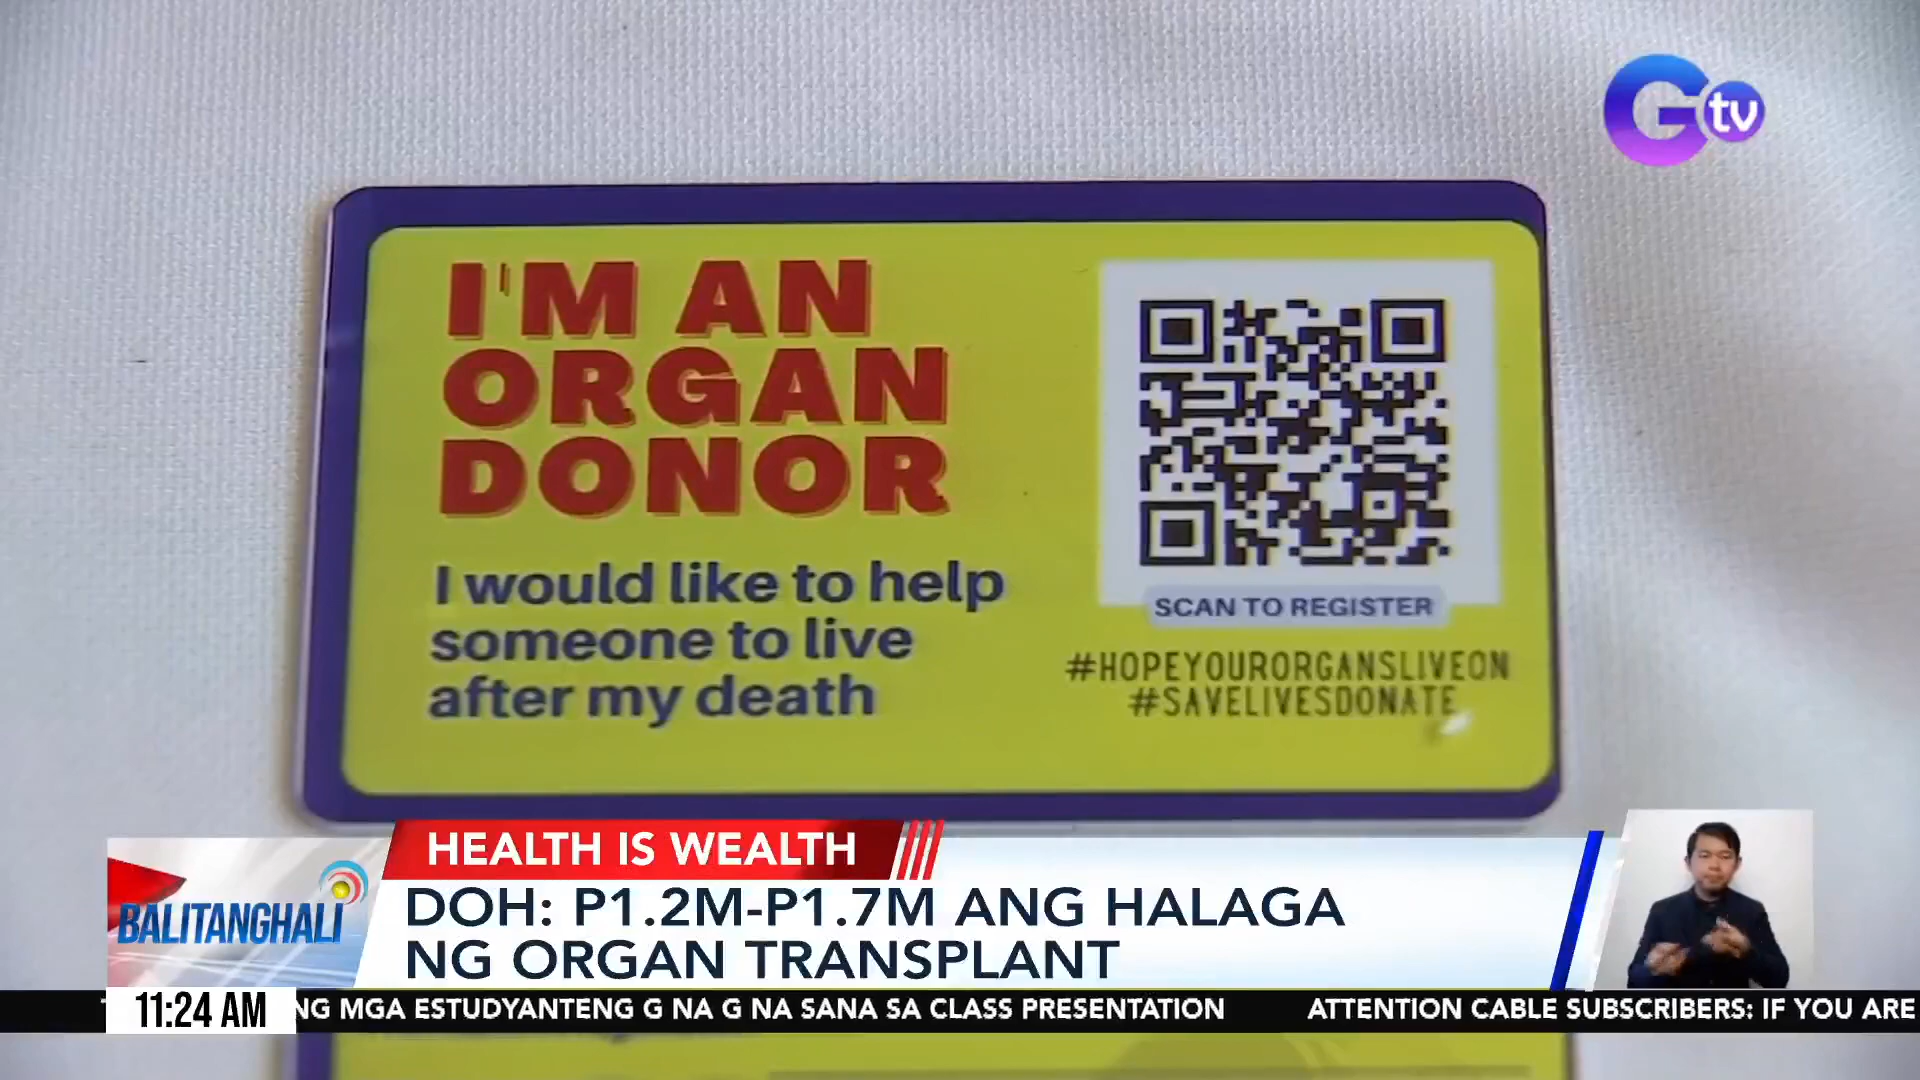 G tv
I'M AN
ORGAN
DONOR
I would like to help
someone to live
after my death
SCAN TO REGISTER
#HOPEYOURORGANSLIVEON
#SAVELIVESDONATE
HEALTH IS WEALTH
BALITANGHALI
DOH: P1.2M-P1.7M ANG HALAGA
NG ORGAN TRANSPLANT
11:24 AM
NG MGA ESTUDYANTENG G NA G NA SANA SA CLASS PRESENTATION ATTENTION CABLE SUBSCRIBERS: IF YOU ARE